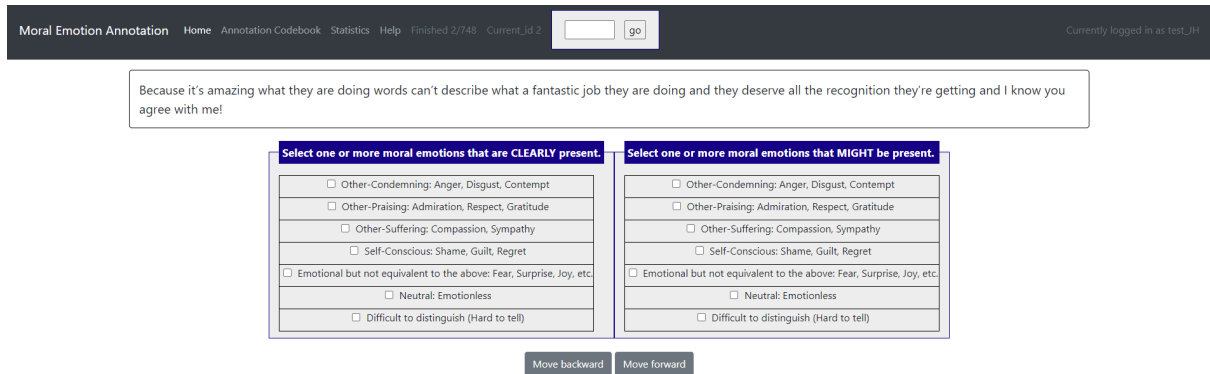 Moral Emotion Annotation Home Annotation Codebook Statistics Help Finished 2/748 Current_id 2 go Currently logged in as test_JH
Because it's amazing what they are doing words can't describe what a fantastic job they are doing and they deserve all the recognition they're getting and I know you
agree with me!
Select one or more moral emotions that are CLEARLY present.
Other-Condemning: Anger, Disgust, Contempt
Other-Praising: Admiration, Respect, Gratitude
Other-Suffering: Compassion, Sympathy
Self-Conscious: Shame, Guilt, Regret
Emotional but not equivalent to the above: Fear, Surprise, Joy, etc.
Neutral: Emotionless
Difficult to distinguish (Hard to tell)
Select one or more moral emotions that MIGHT be present.
Other-Condemning: Anger, Disgust, Contempt
Other-Praising: Admiration, Respect, Gratitude
Other-Suffering: Compassion, Sympathy
Self-Conscious: Shame, Guilt, Regret
Emotional but not equivalent to the above: Fear, Surprise, Joy, etc.
Neutral: Emotionless
Difficult to distinguish (Hard to tell)
Move backward Move forward